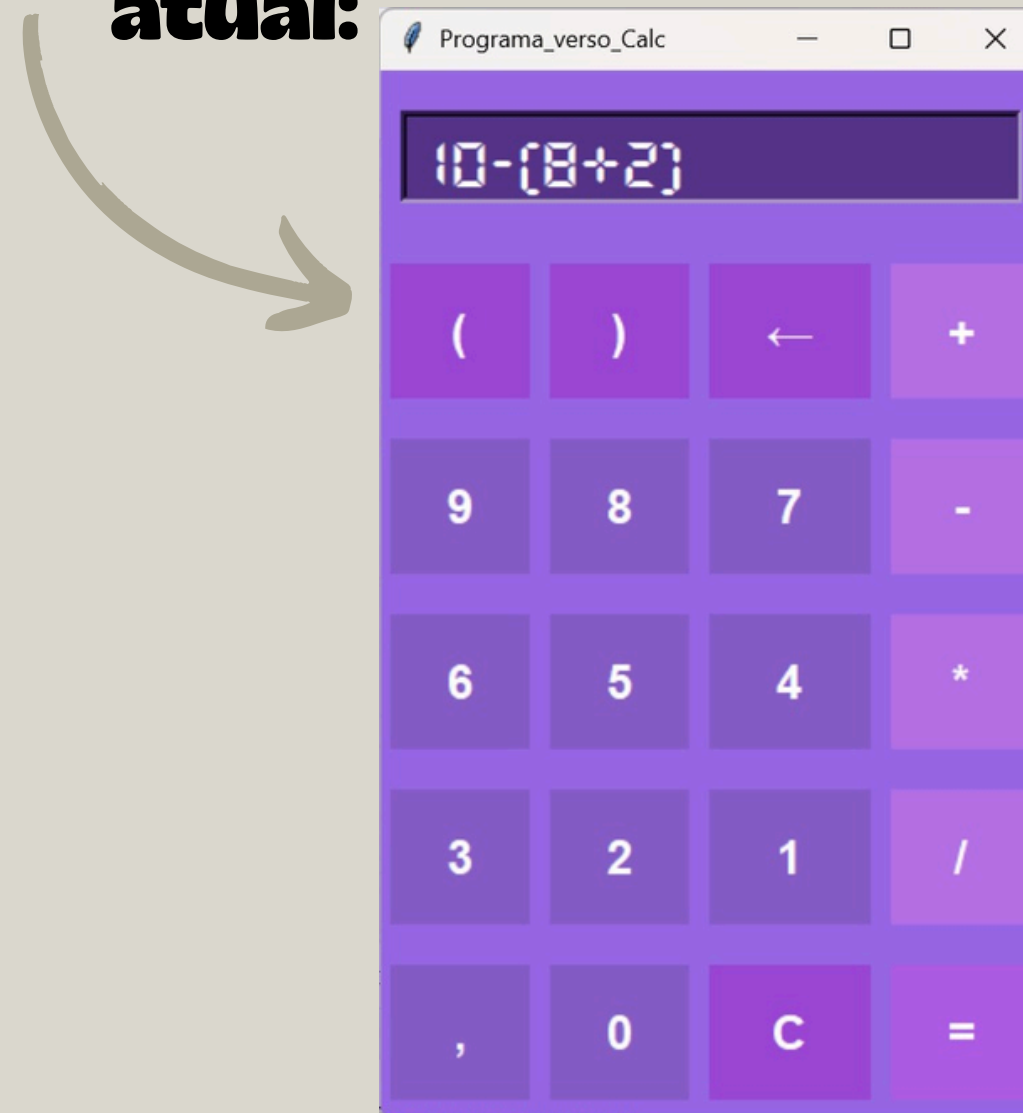 atual:
Programa_verso_Calc
10-(8+2)
( ) ← +
9 8 7 -
6 5 4 *
3 2 1 /
, 0 C =